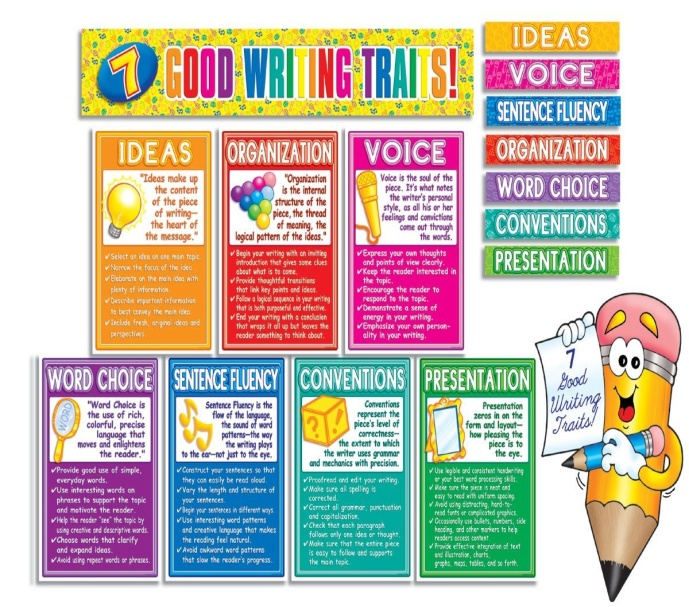 7 GOOD WRITING TRAITS!
IDEAS
VOICE
SENTENCE FLUENCY
ORGANIZATION
WORD CHOICE
CONVENTIONS
PRESENTATION
IDEAS
"Ideas make up
the content
of the piece
of writing—
the heart of
the message."
✓Select an idea on one main topic.
✓Narrow the focus of the idea.
✓Elaborate on the main idea with
plenty of information.
✓Describe important information
to best convey the main idea.
✓Include fresh, original ideas and
perspectives.
ORGANIZATION
"Organization
is the internal
structure of the
piece, the thread
of meaning, the
logical pattern of the ideas."
✓Begin your writing with an inviting
introduction that gives some clues
about what is to come.
✓Provide thoughtful transitions
that link key points and ideas.
✓Follow a logical sequence in your writing
that is both purposeful and effective.
✓End your writing with a conclusion
that wraps it all up but leaves the
reader something to think about.
VOICE
Voice is the soul of the
piece. It's what notes
the writer's personal
style, as all his or her
feelings and convictions
come out through
the words.
✓Express your own thoughts
and points of view clearly.
✓Keep the reader interested in
the topic.
✓Encourage the reader to
respond to the topic.
✓Demonstrate a sense of
energy in your writing.
✓Emphasize your own person-
ality in your writing.
WORD CHOICE
WORD
"Word Choice is
the use of rich,
colorful, precise
language that
moves and enlightens
the reader."
✓Provide good use of simple,
everyday words.
✓Use interesting words an
phrases to support the topic
and motivate the reader.
✓Help the reader "see" the topic by
using creative and descriptive words.
✓Choose words that clarify
and expand ideas.
✓Avoid using repeat words or phrases.
SENTENCE FLUENCY
Sentence Fluency is the
flow of the language,
the sound of word
patterns—the way
the writing plays
to the ear—not just to the eye.
✓Construct your sentences so that
they can easily be read aloud.
✓Vary the length and structure of
your sentences.
✓Begin your sentences in different ways.
✓Use interesting word patterns
and creative language that makes
the reading feel natural.
✓Avoid awkward word patterns
that slow the reader's progress.
CONVENTIONS
? !
Conventions
represent the
piece's level of
correctness—
the extent to which
the writer uses grammar
and mechanics with precision.
✓Proofread and edit your writing.
✓Make sure all spelling is
corrected.
✓Correct all grammar, punctuation
and capitalization.
✓Check that each paragraph
follows only one idea or thought.
✓Make sure that the entire piece
is easy to follow and supports
the main topic.
PRESENTATION
Presentation
zeros in on the
form and layout—
how pleasing the
piece is to
the eye.
✓Use legible and consistent handwriting
or your best word processing skills.
✓Make sure the piece is neat and
easy to read with uniform spacing.
✓Avoid using distracting, hard-to-
read fonts or complicated graphics.
✓Occasionally use bullets, numbers, side
heading, and other markers to help
readers access content
✓Provide effective integration of text
and illustration, charts,
graphs, maps, tables, and so forth.
7
Good
Writing
Traits!